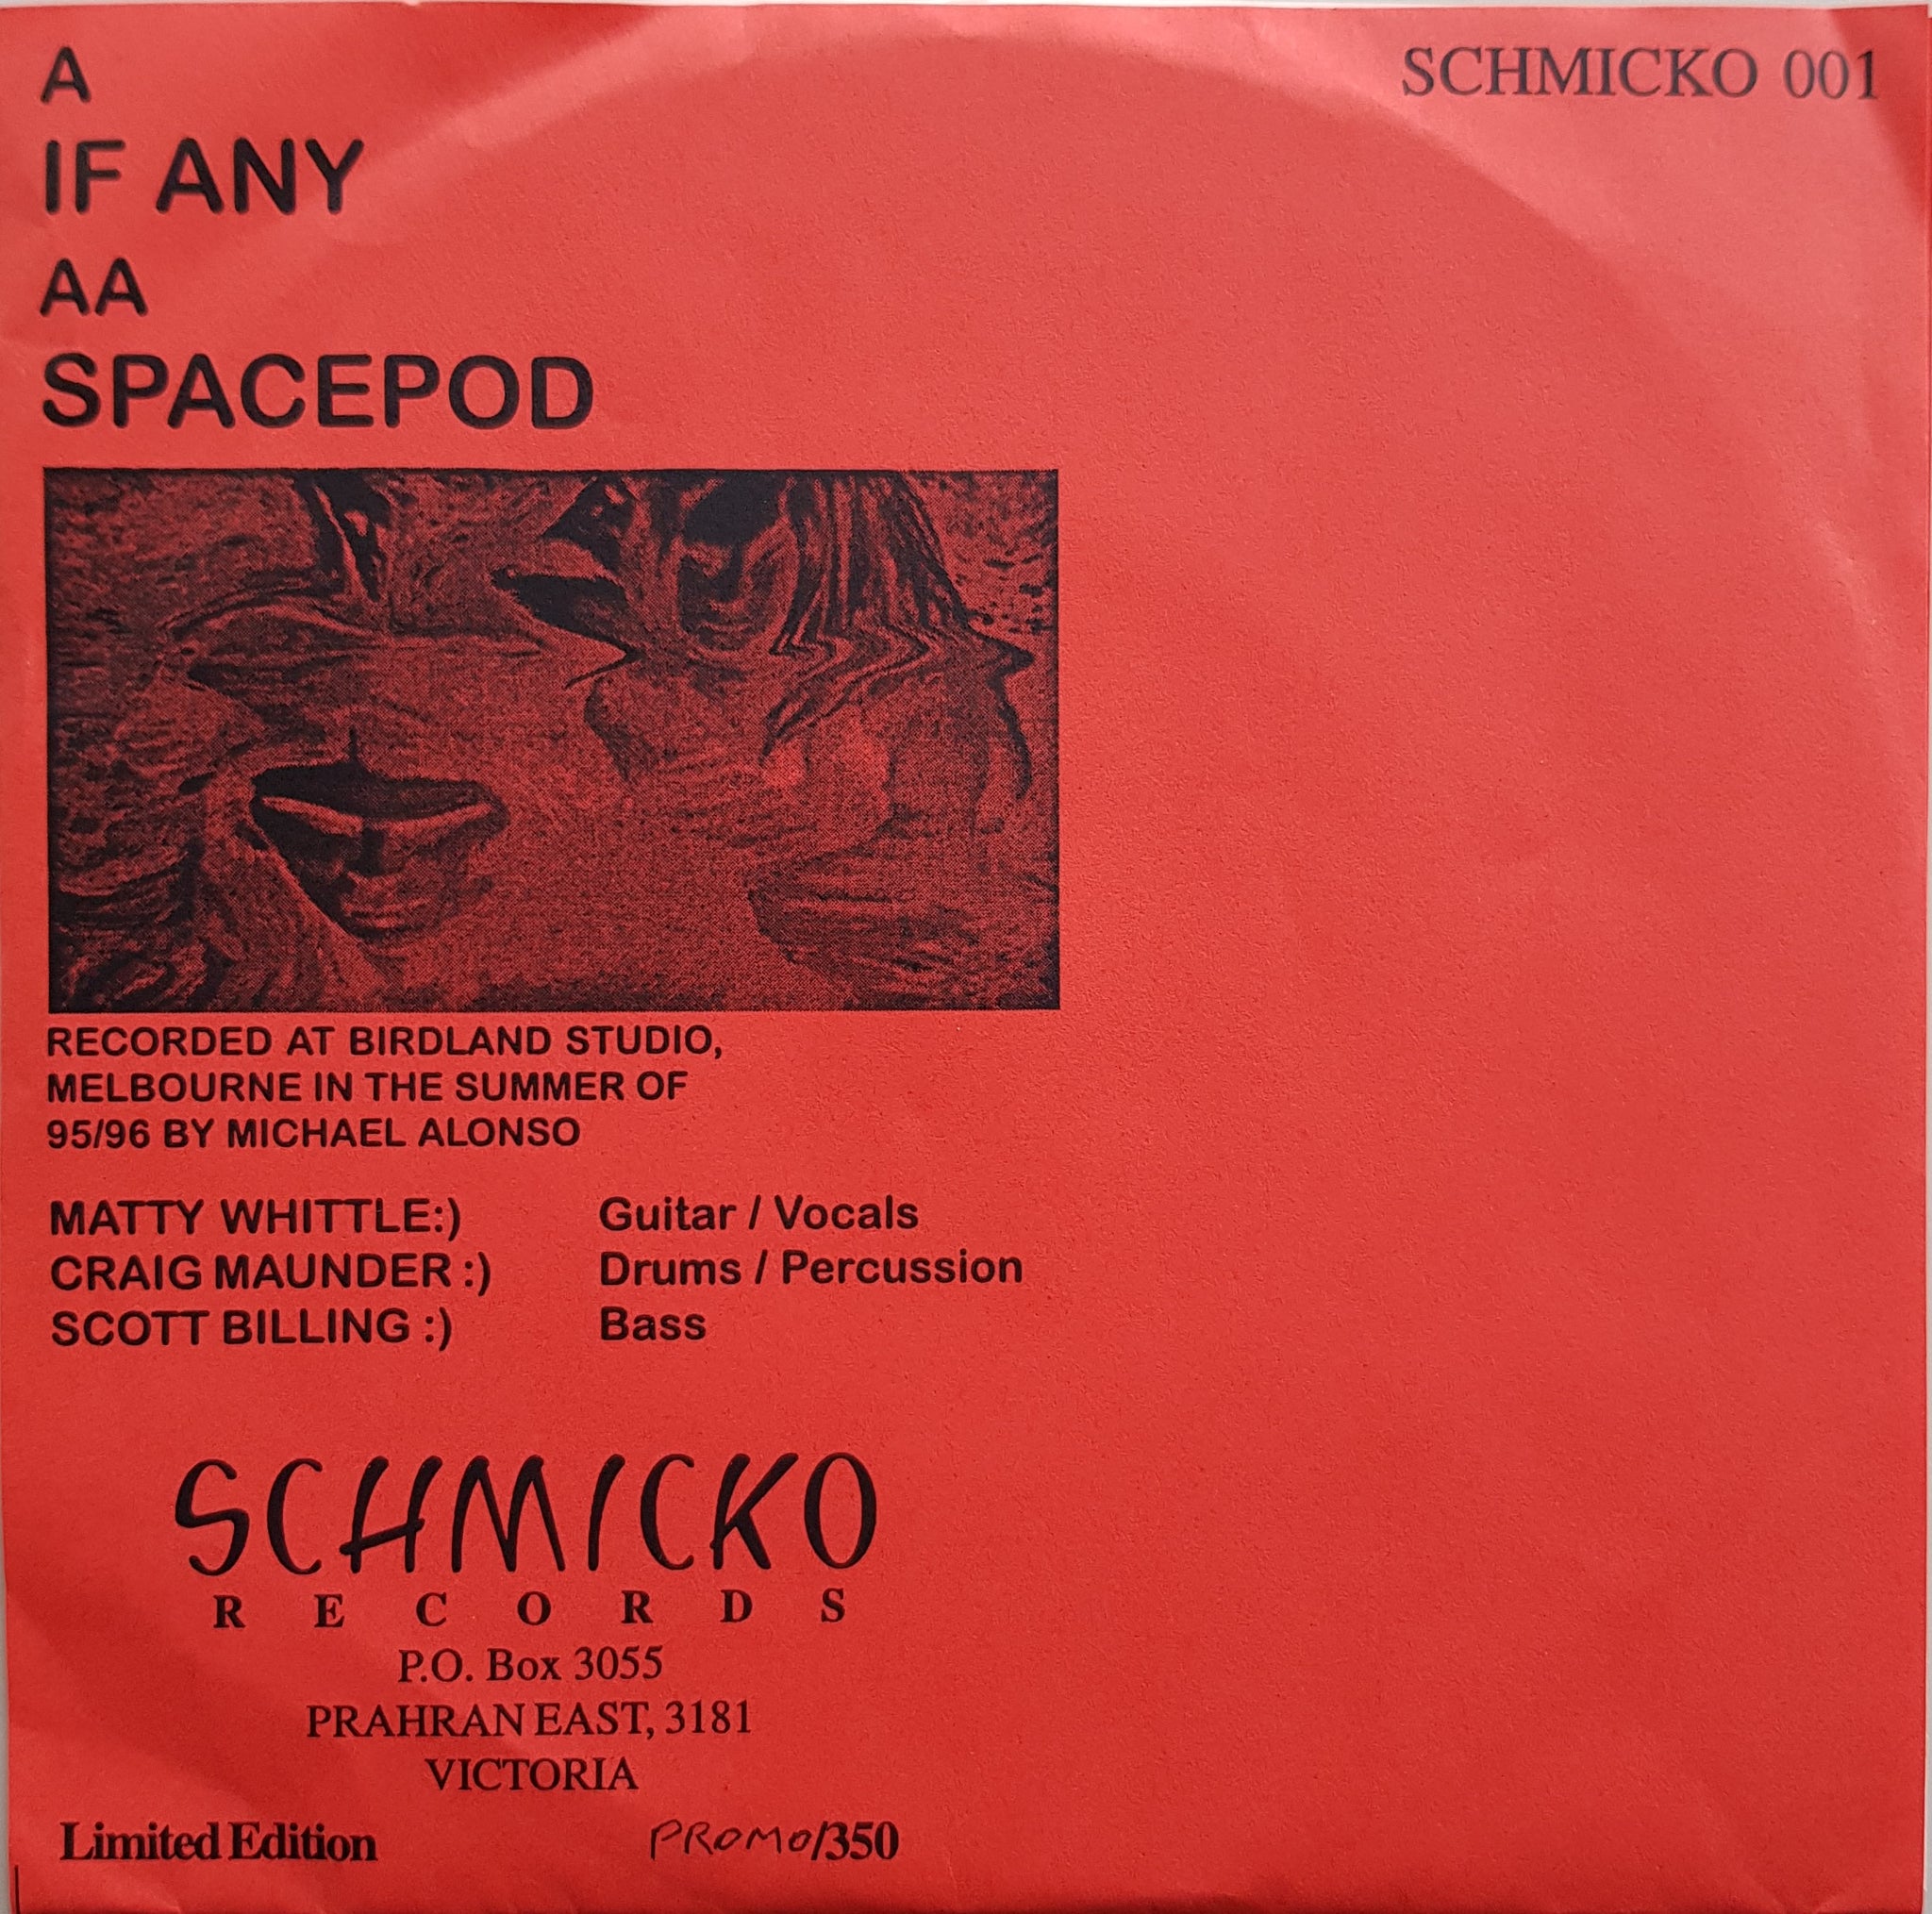 SCHMICKO 001
A
IF ANY
AA
SPACEPOD
RECORDED AT BIRDLAND STUDIO,
MELBOURNE IN THE SUMMER OF
95/96 BY MICHAEL ALONSO
MATTY WHITTLE:) Guitar / Vocals
CRAIG MAUNDER :) Drums / Percussion
SCOTT BILLING :) Bass
SCHMICKO
RECORDS
P.O. Box 3055
PRAHRAN EAST, 3181
VICTORIA
Limited Edition PROMO/350